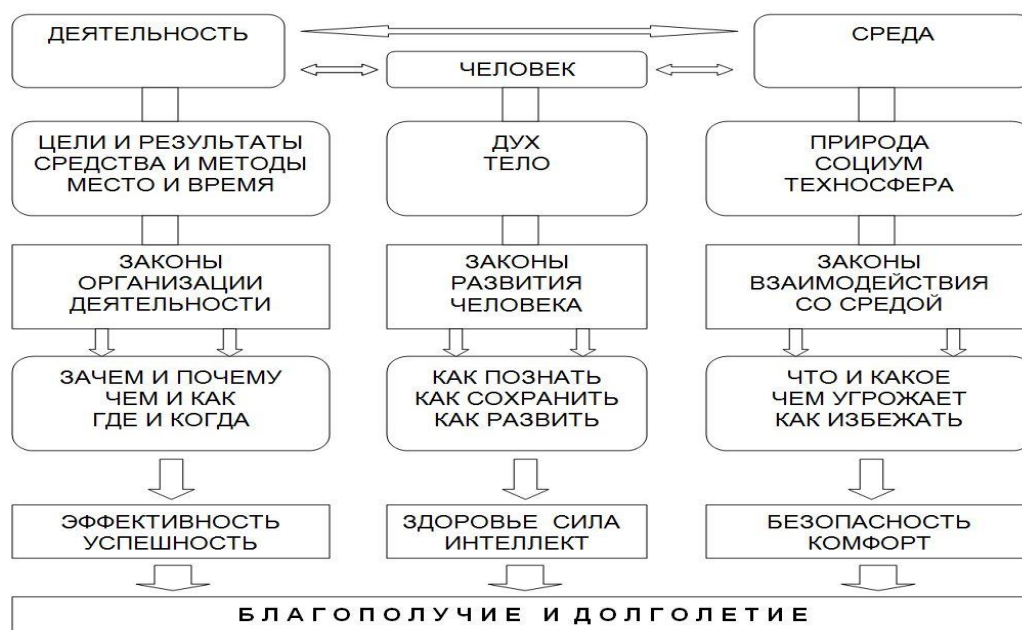 ДЕЯТЕЛЬНОСТЬ
СРЕДА
ЧЕЛОВЕК
ЦЕЛИ И РЕЗУЛЬТАТЫ
СРЕДСТВА И МЕТОДЫ
МЕСТО И ВРЕМЯ
ДУХ
ТЕЛО
ПРИРОДА
СОЦИУМ
ТЕХНОСФЕРА
ЗАКОНЫ
ОРГАНИЗАЦИИ
ДЕЯТЕЛЬНОСТИ
ЗАКОНЫ
РАЗВИТИЯ
ЧЕЛОВЕКА
ЗАКОНЫ
ВЗАИМОДЕЙСТВИЯ
СО СРЕДОЙ
ЗАЧЕМ И ПОЧЕМУ
ЧЕМ И КАК
ГДЕ И КОГДА
КАК ПОЗНАТЬ
КАК СОХРАНИТЬ
КАК РАЗВИТЬ
ЧТО И КАКОЕ
ЧЕМ УГРОЖАЕТ
КАК ИЗБЕЖАТЬ
ЭФФЕКТИВНОСТЬ
УСПЕШНОСТЬ
ЗДОРОВЬЕ СИЛА
ИНТЕЛЛЕКТ
БЕЗОПАСНОСТЬ
КОМФОРТ
БЛАГОПОЛУЧИЕ И ДОЛГОЛЕТИЕ